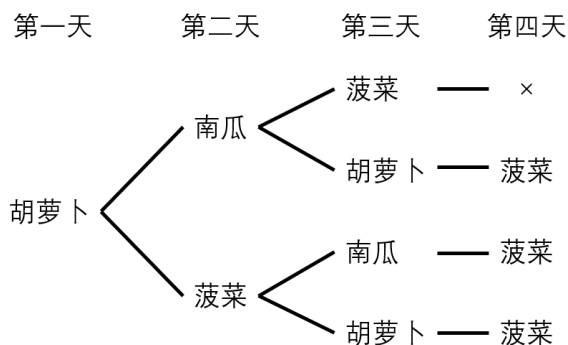 第一天 第二天 第三天 第四天
菠菜 ×
南瓜
胡萝卜 菠菜
胡萝卜
南瓜 菠菜
菠菜
胡萝卜 菠菜